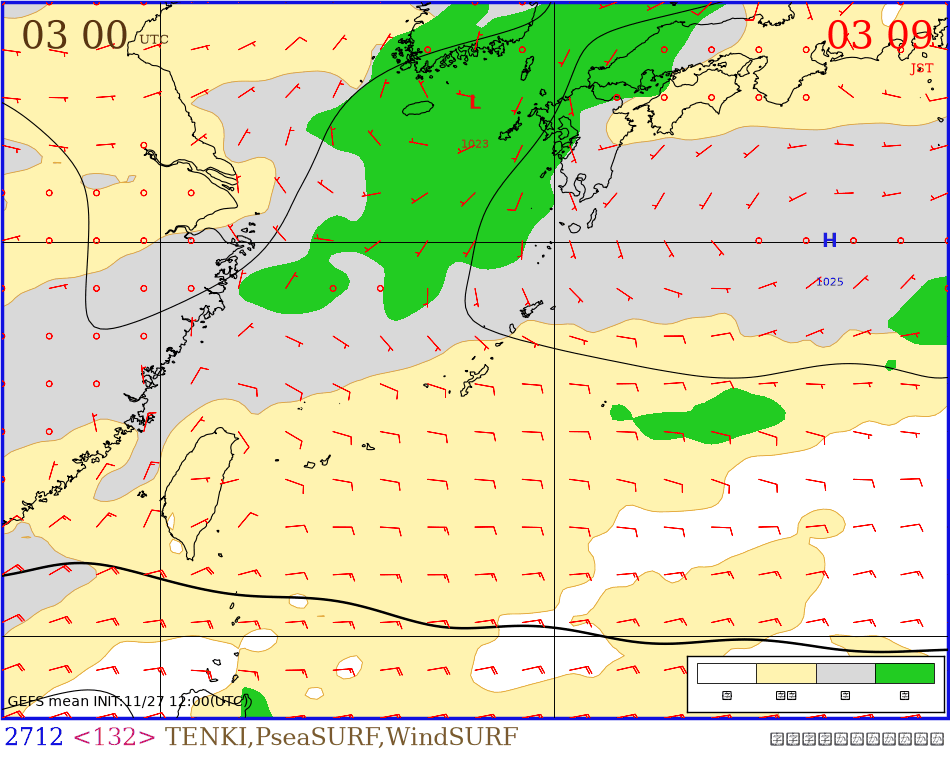 03 00 UTC
03 09
JST
L
1023
H
1025
GEFS mean INIT:11/27 12:00(UTC)
2712 <132> TENKI,PseaSURF,WindSURF